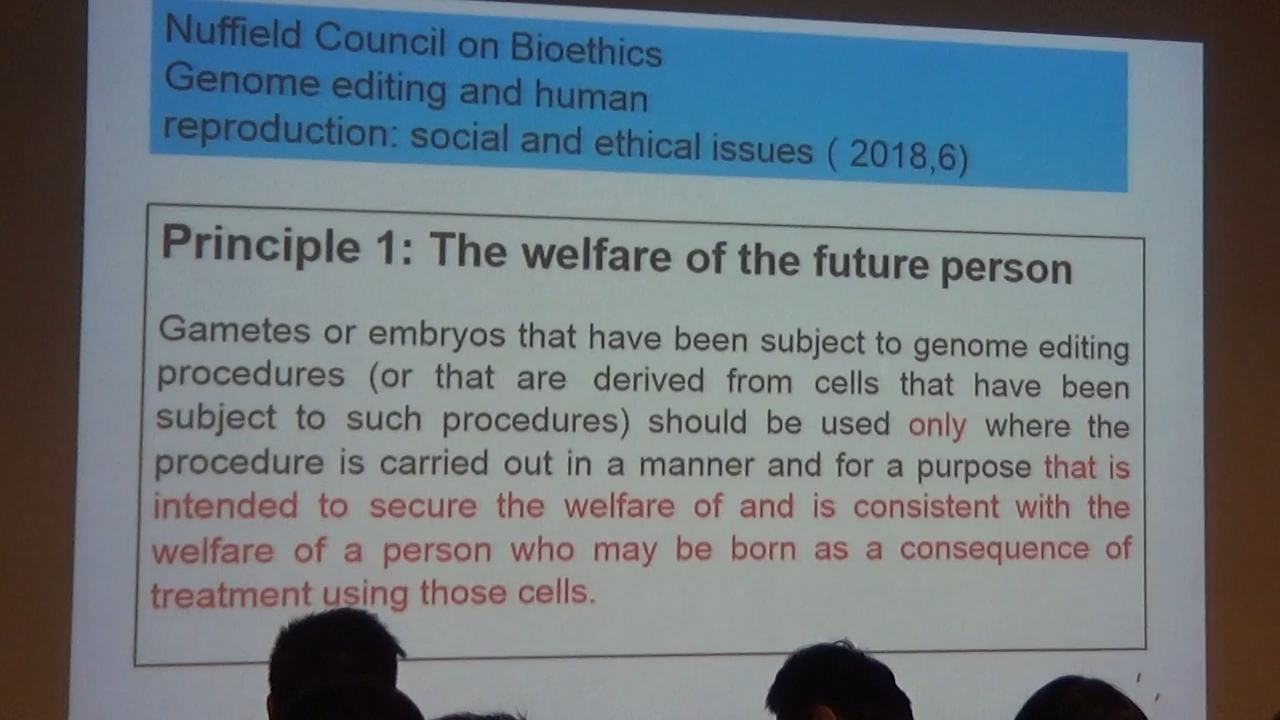 Nuffield Council on Bioethics
Genome editing and human
reproduction: social and ethical issues ( 2018,6)
Principle 1: The welfare of the future person
Gametes or embryos that have been subject to genome editing
procedures (or that are derived from cells that have been
subject to such procedures) should be used only where the
procedure is carried out in a manner and for a purpose that is
intended to secure the welfare of and is consistent with the
welfare of a person who may be born as a consequence of
treatment using those cells.